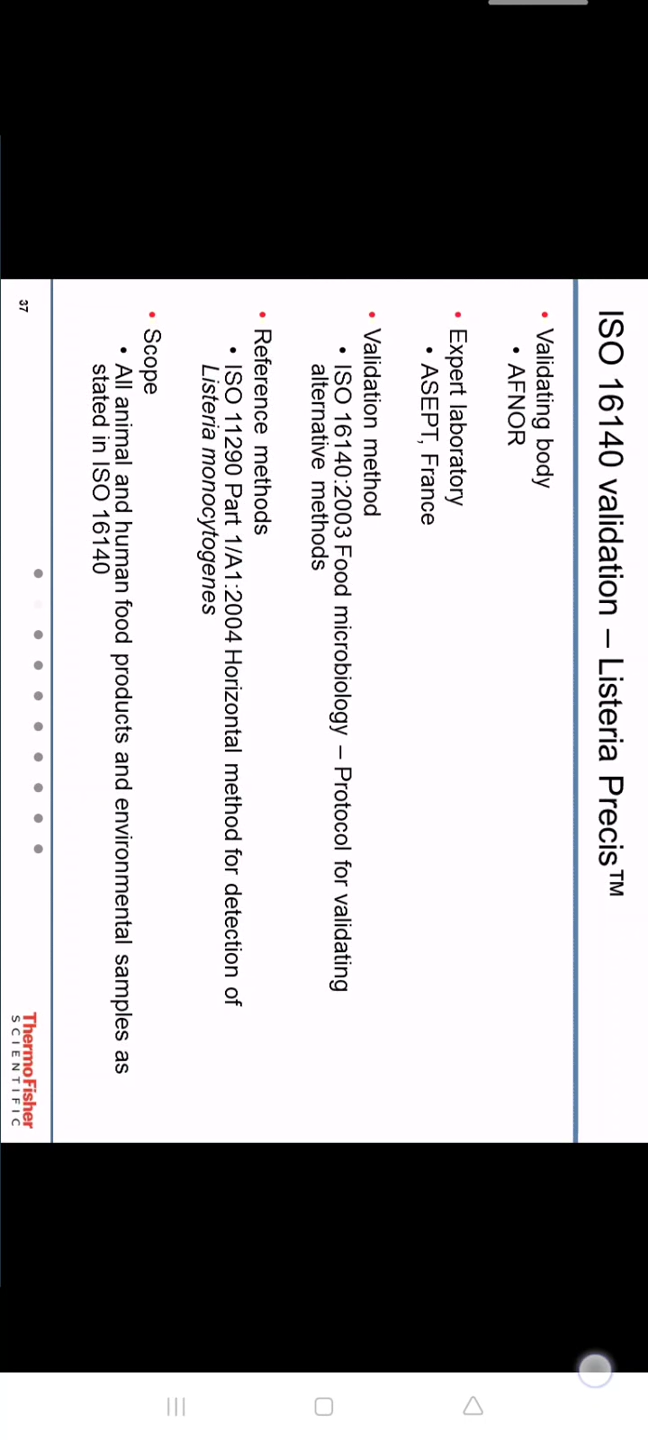 ISO 16140 validation – Listeria Precis™
• Validating body
• AFNOR
• Expert laboratory
• ASEPT, France
• Validation method
• ISO 16140:2003 Food microbiology – Protocol for validating
alternative methods
• Reference methods
• ISO 11290 Part 1/A1:2004 Horizontal method for detection of
Listeria monocytogenes
• Scope
• All animal and human food products and environmental samples as
stated in ISO 16140
37
ThermoFisher
SCIENTIFIC